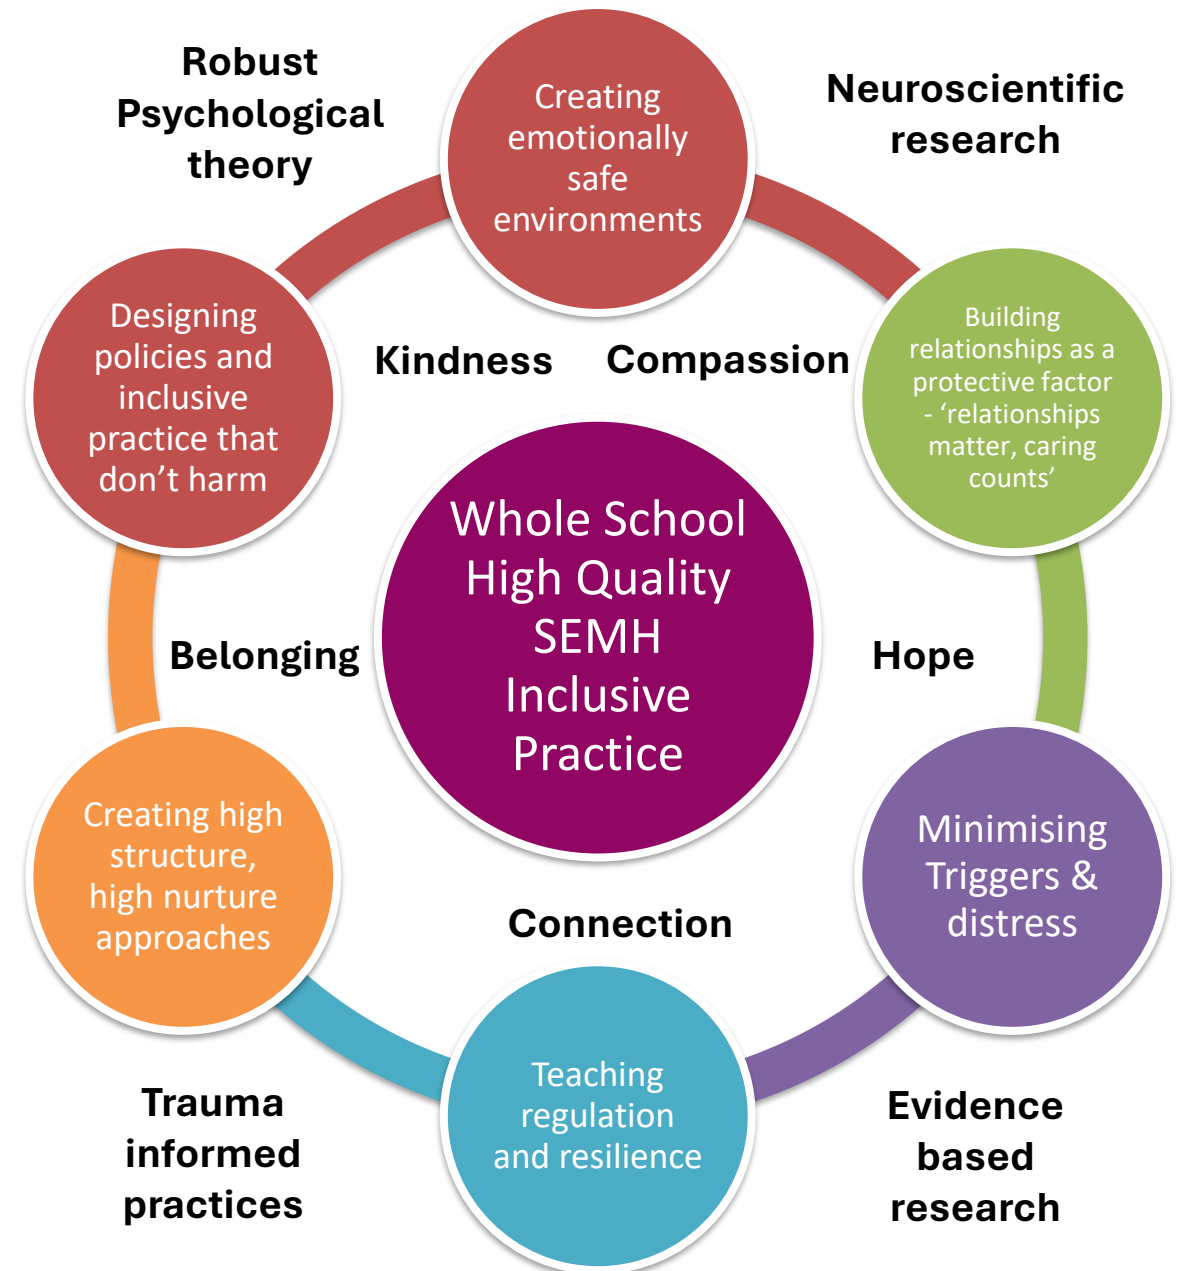 Robust
Psychological
theory
Creating
emotionally
safe
environments
Neuroscientific
research
Designing
policies and
inclusive
practice that
don’t harm
Kindness
Compassion
Building
relationships as a
protective factor
- ‘relationships
matter, caring
counts’
Whole School
High Quality
SEMH
Inclusive
Practice
Belonging
Hope
Creating high
structure,
high nurture
approaches
Connection
Minimising
Triggers &
distress
Trauma
informed
practices
Teaching
regulation
and resilience
Evidence
based
research